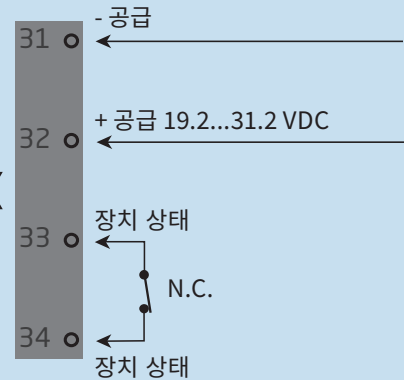 - 공급
31
+ 공급 19.2...31.2 VDC
32
장치 상태
33
N.C.
34
장치 상태